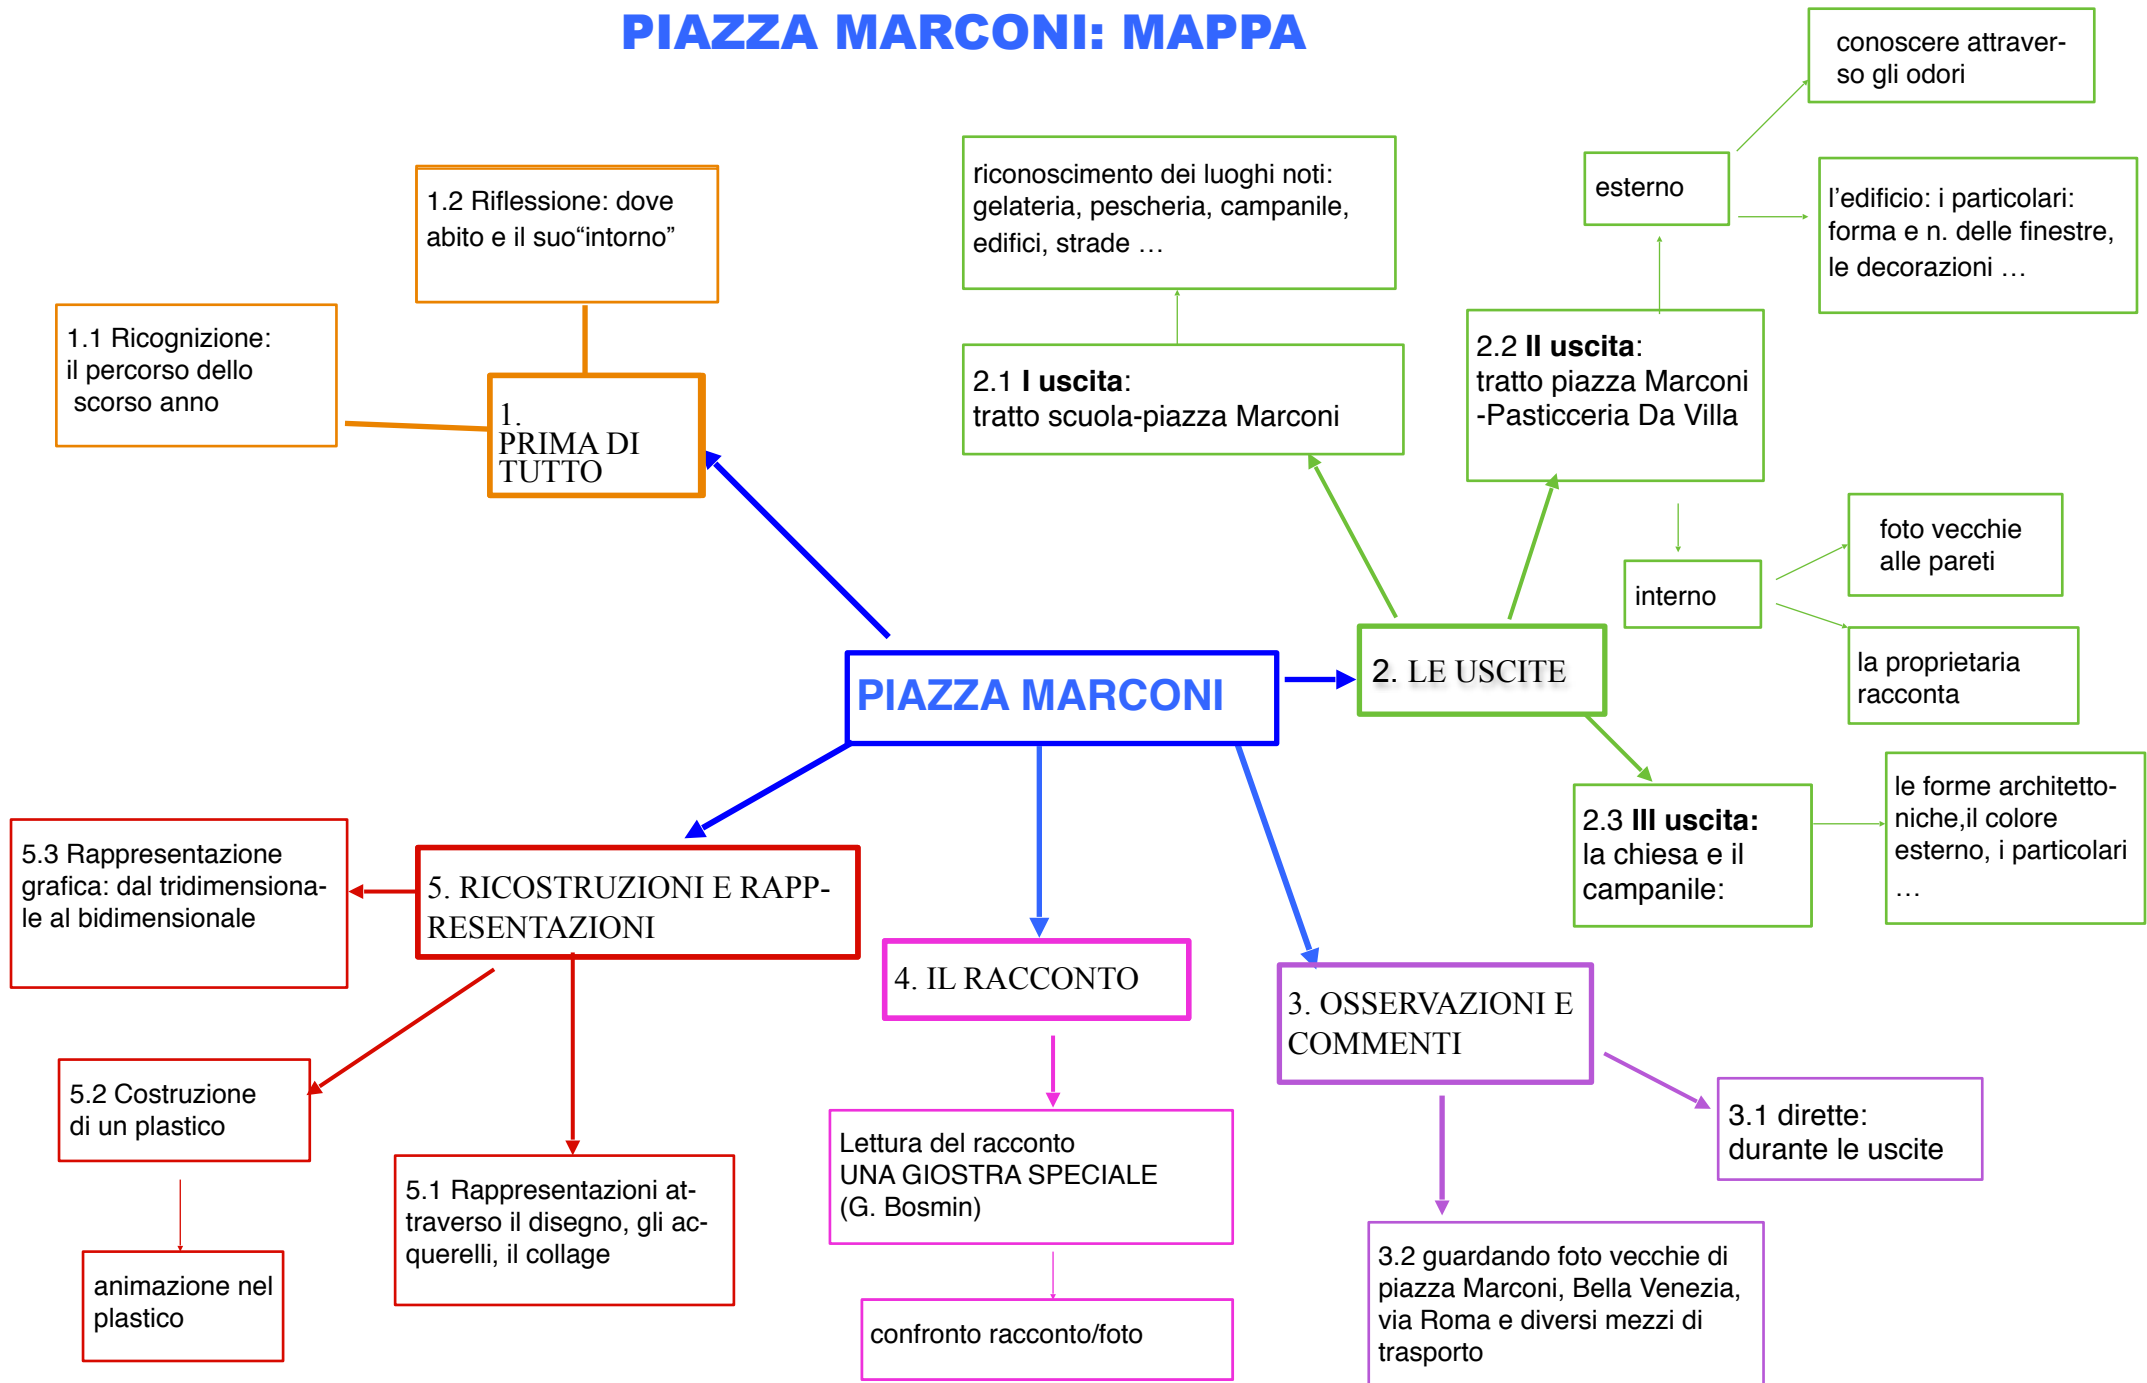 PIAZZA MARCONI: MAPPA
1.1 Ricognizione:
il percorso dello
scorso anno
1.2 Riflessione: dove
abito e il suo“intorno”
1.
PRIMA DI
TUTTO
riconoscimento dei luoghi noti:
gelateria, pescheria, campanile,
edifici, strade …
2.1 I uscita:
tratto scuola-piazza Marconi
conoscere attraver-
so gli odori
esterno
l’edificio: i particolari:
forma e n. delle finestre,
le decorazioni …
2.2 II uscita:
tratto piazza Marconi
-Pasticceria Da Villa
foto vecchie
alle pareti
interno
la proprietaria
racconta
PIAZZA MARCONI
2. LE USCITE
2.3 III uscita:
la chiesa e il
campanile:
le forme architetto-
niche,il colore
esterno, i particolari
…
5.3 Rappresentazione
grafica: dal tridimensiona-
le al bidimensionale
5. RICOSTRUZIONI E RAPP-
RESENTAZIONI
4. IL RACCONTO
3. OSSERVAZIONI E
COMMENTI
5.2 Costruzione
di un plastico
animazione nel
plastico
5.1 Rappresentazioni at-
traverso il disegno, gli ac-
querelli, il collage
Lettura del racconto
UNA GIOSTRA SPECIALE
(G. Bosmin)
confronto racconto/foto
3.1 dirette:
durante le uscite
3.2 guardando foto vecchie di
piazza Marconi, Bella Venezia,
via Roma e diversi mezzi di
trasporto